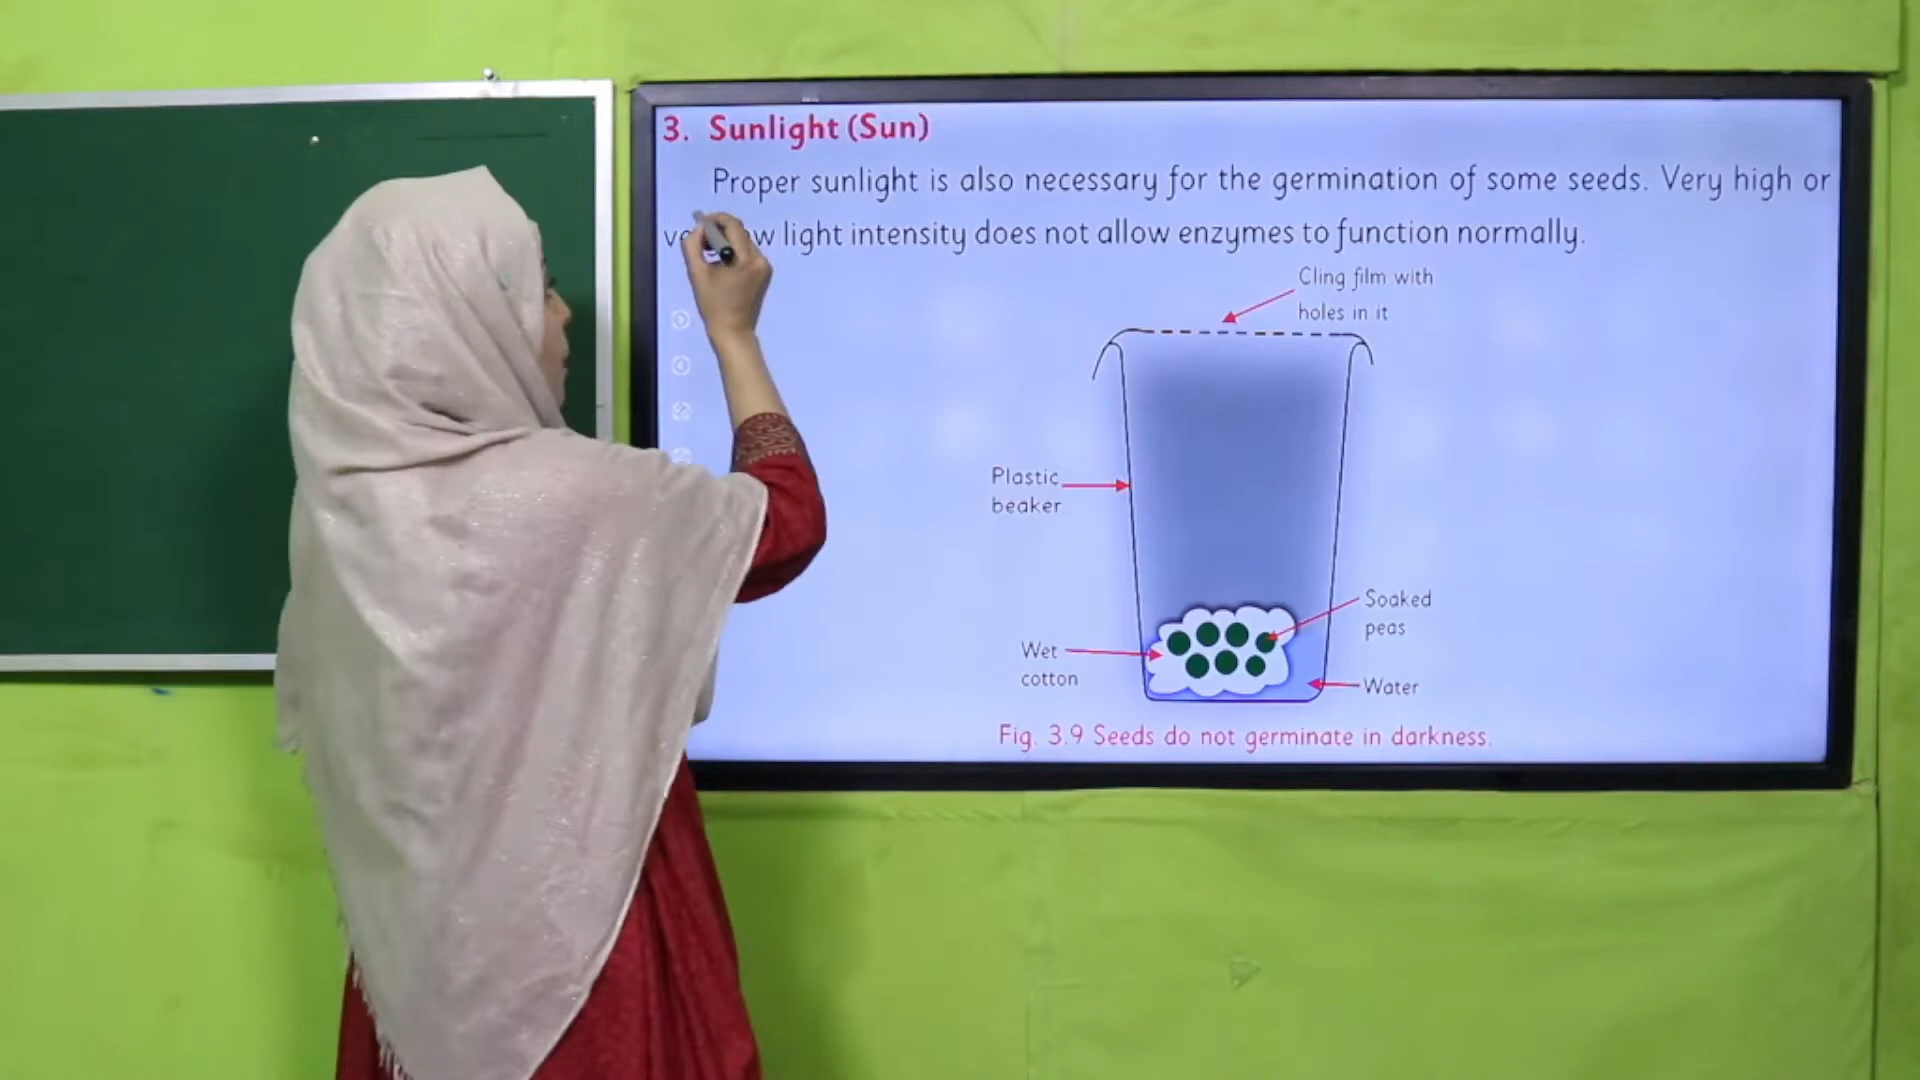 3. Sunlight (Sun)
Proper sunlight is also necessary for the germination of some seeds. Very high or
light intensity does not allow enzymes to function normally.
Cling film with
holes in it
Plastic
beaker
Soaked
peas
Wet
cotton
Water
Fig. 3.9 Seeds do not germinate in darkness.